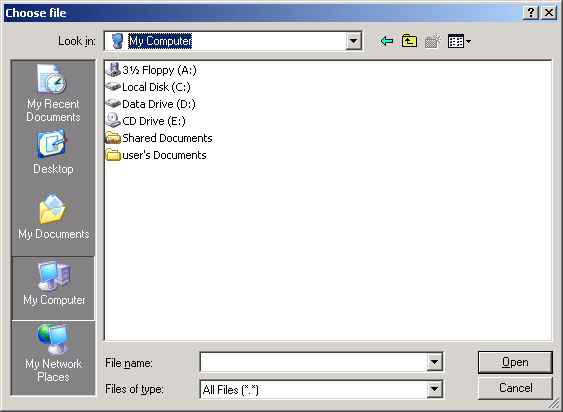 Choose file
Look in: My Computer
My Recent
Documents
Desktop
My Documents
My Computer
My Network
Places
3½ Floppy (A:)
Local Disk (C:)
Data Drive (D:)
CD Drive (E:)
Shared Documents
user's Documents
File name:
Open
Files of type: All Files (*.*)
Cancel